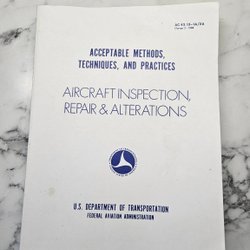 ACCEPTABLE METHODS,
TECHNIQUES, AND PRACTICES
AIRCRAFT INSPECTION,
REPAIR & ALTERATIONS
U.S. DEPARTMENT OF TRANSPORTATION
FEDERAL AVIATION ADMINISTRATION